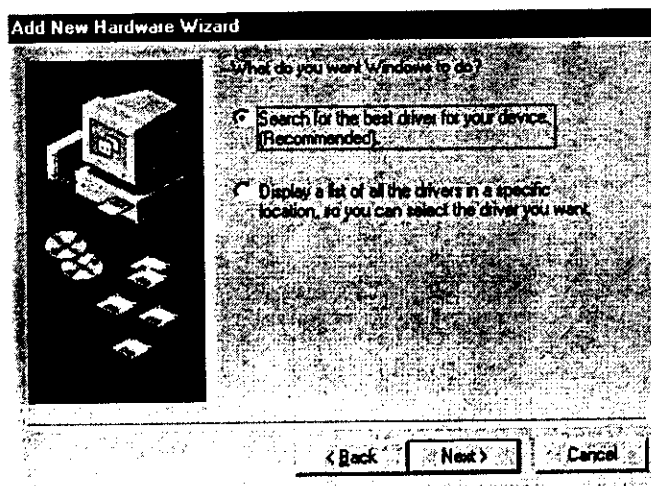 Add New Hardware Wizard
What do you want Windows to do?
Search for the best driver for your device.
(Recommended).
Display a list of all the drivers in a specific
location, so you can select the driver you want.
< Back
Next >
Cancel